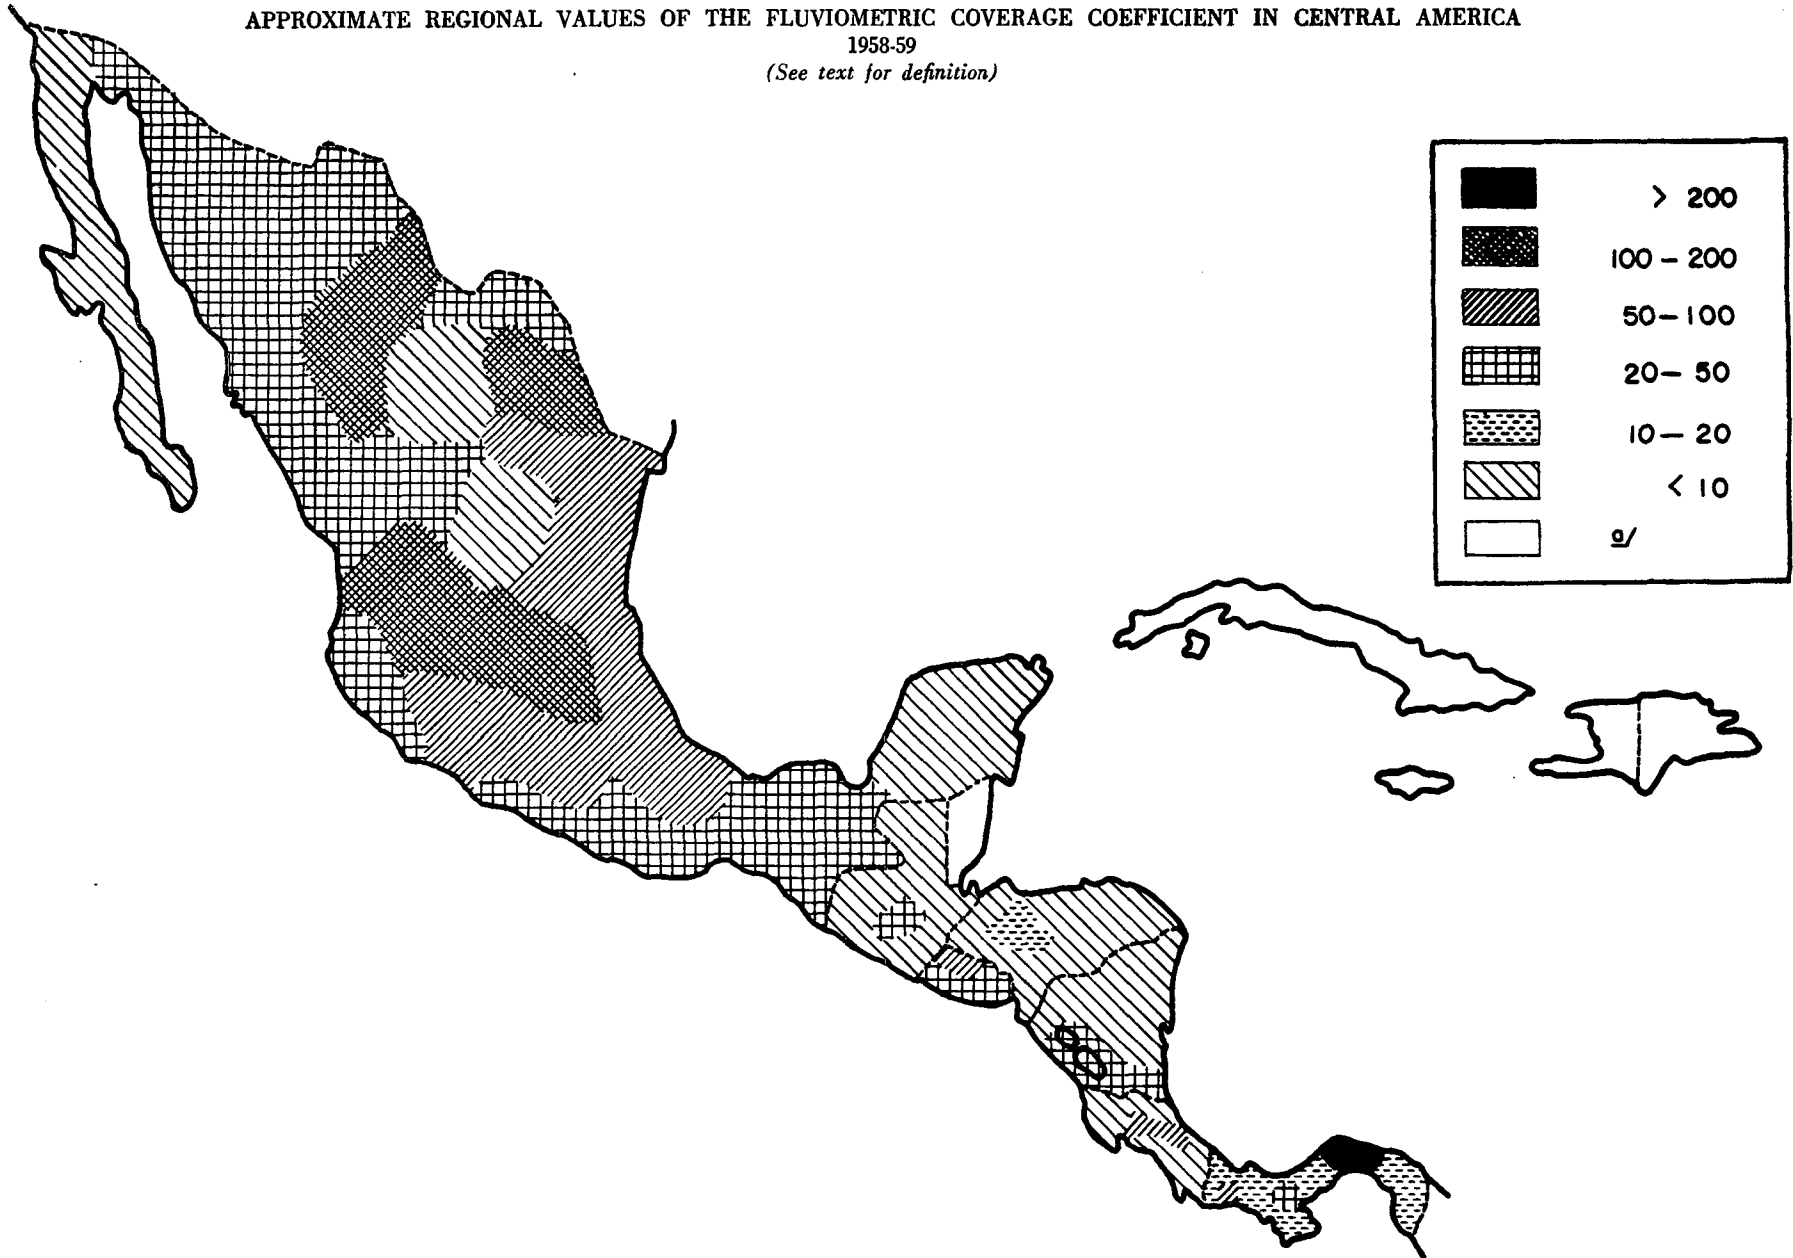 APPROXIMATE REGIONAL VALUES OF THE FLUVIOMETRIC COVERAGE COEFFICIENT IN CENTRAL AMERICA
1958-59
(See text for definition)
> 200
100 – 200
50 – 100
20 – 50
10 – 20
< 10
a/